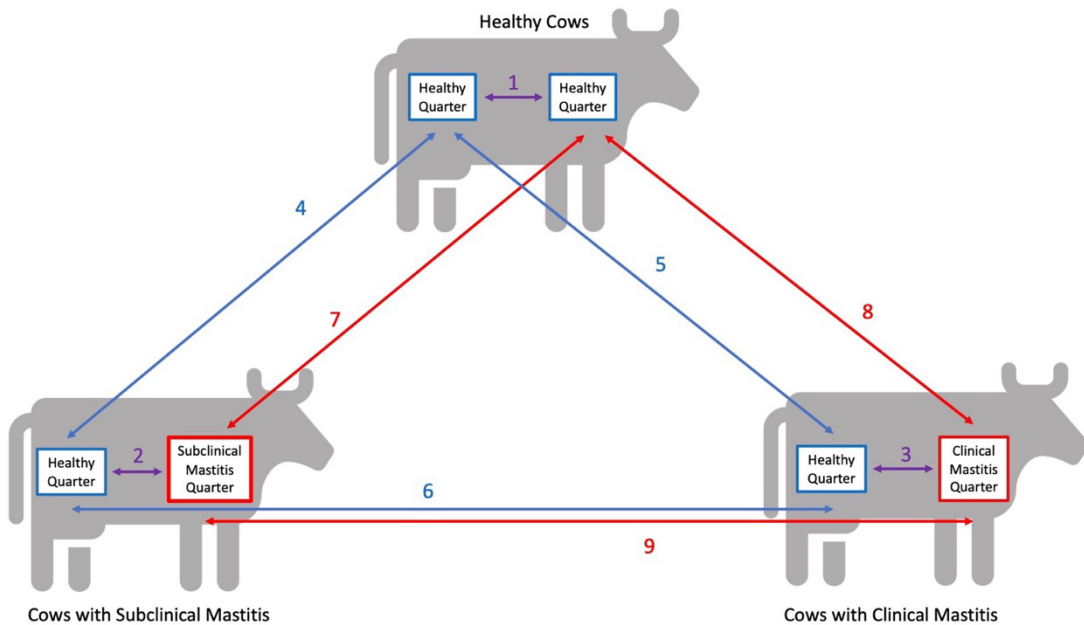 Healthy Cows
Healthy
Quarter
1
Healthy
Quarter
4
5
7
8
Healthy
Quarter
2
Subclinical
Mastitis
Quarter
Healthy
Quarter
3
Clinical
Mastitis
Quarter
6
9
Cows with Subclinical Mastitis
Cows with Clinical Mastitis